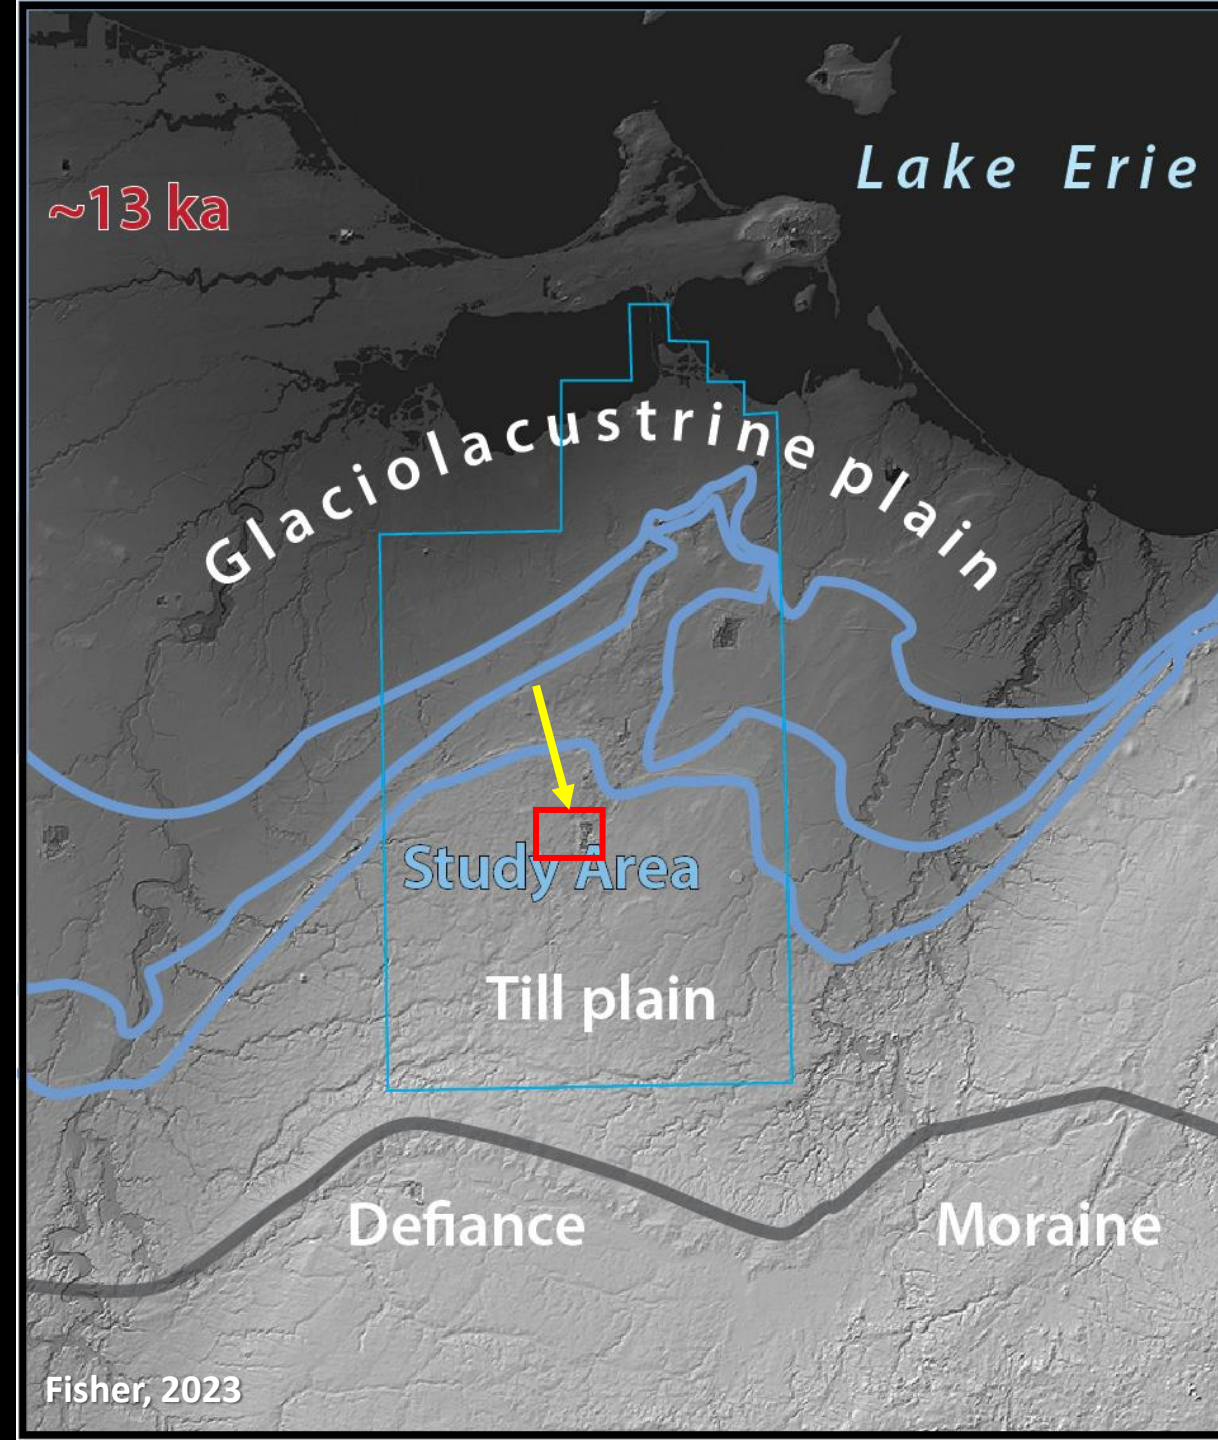 Lake Erie
~13 ka
Glaciolacustrine plain
Study Area
Till plain
Defiance Moraine
Fisher, 2023